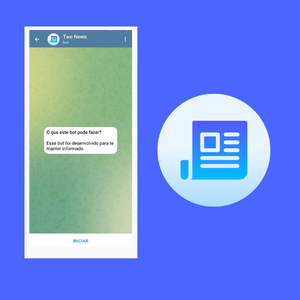 Two News
bot
O que este bot pode fazer?
Esse bot foi desenvolvido para te
manter informado
INICIAR